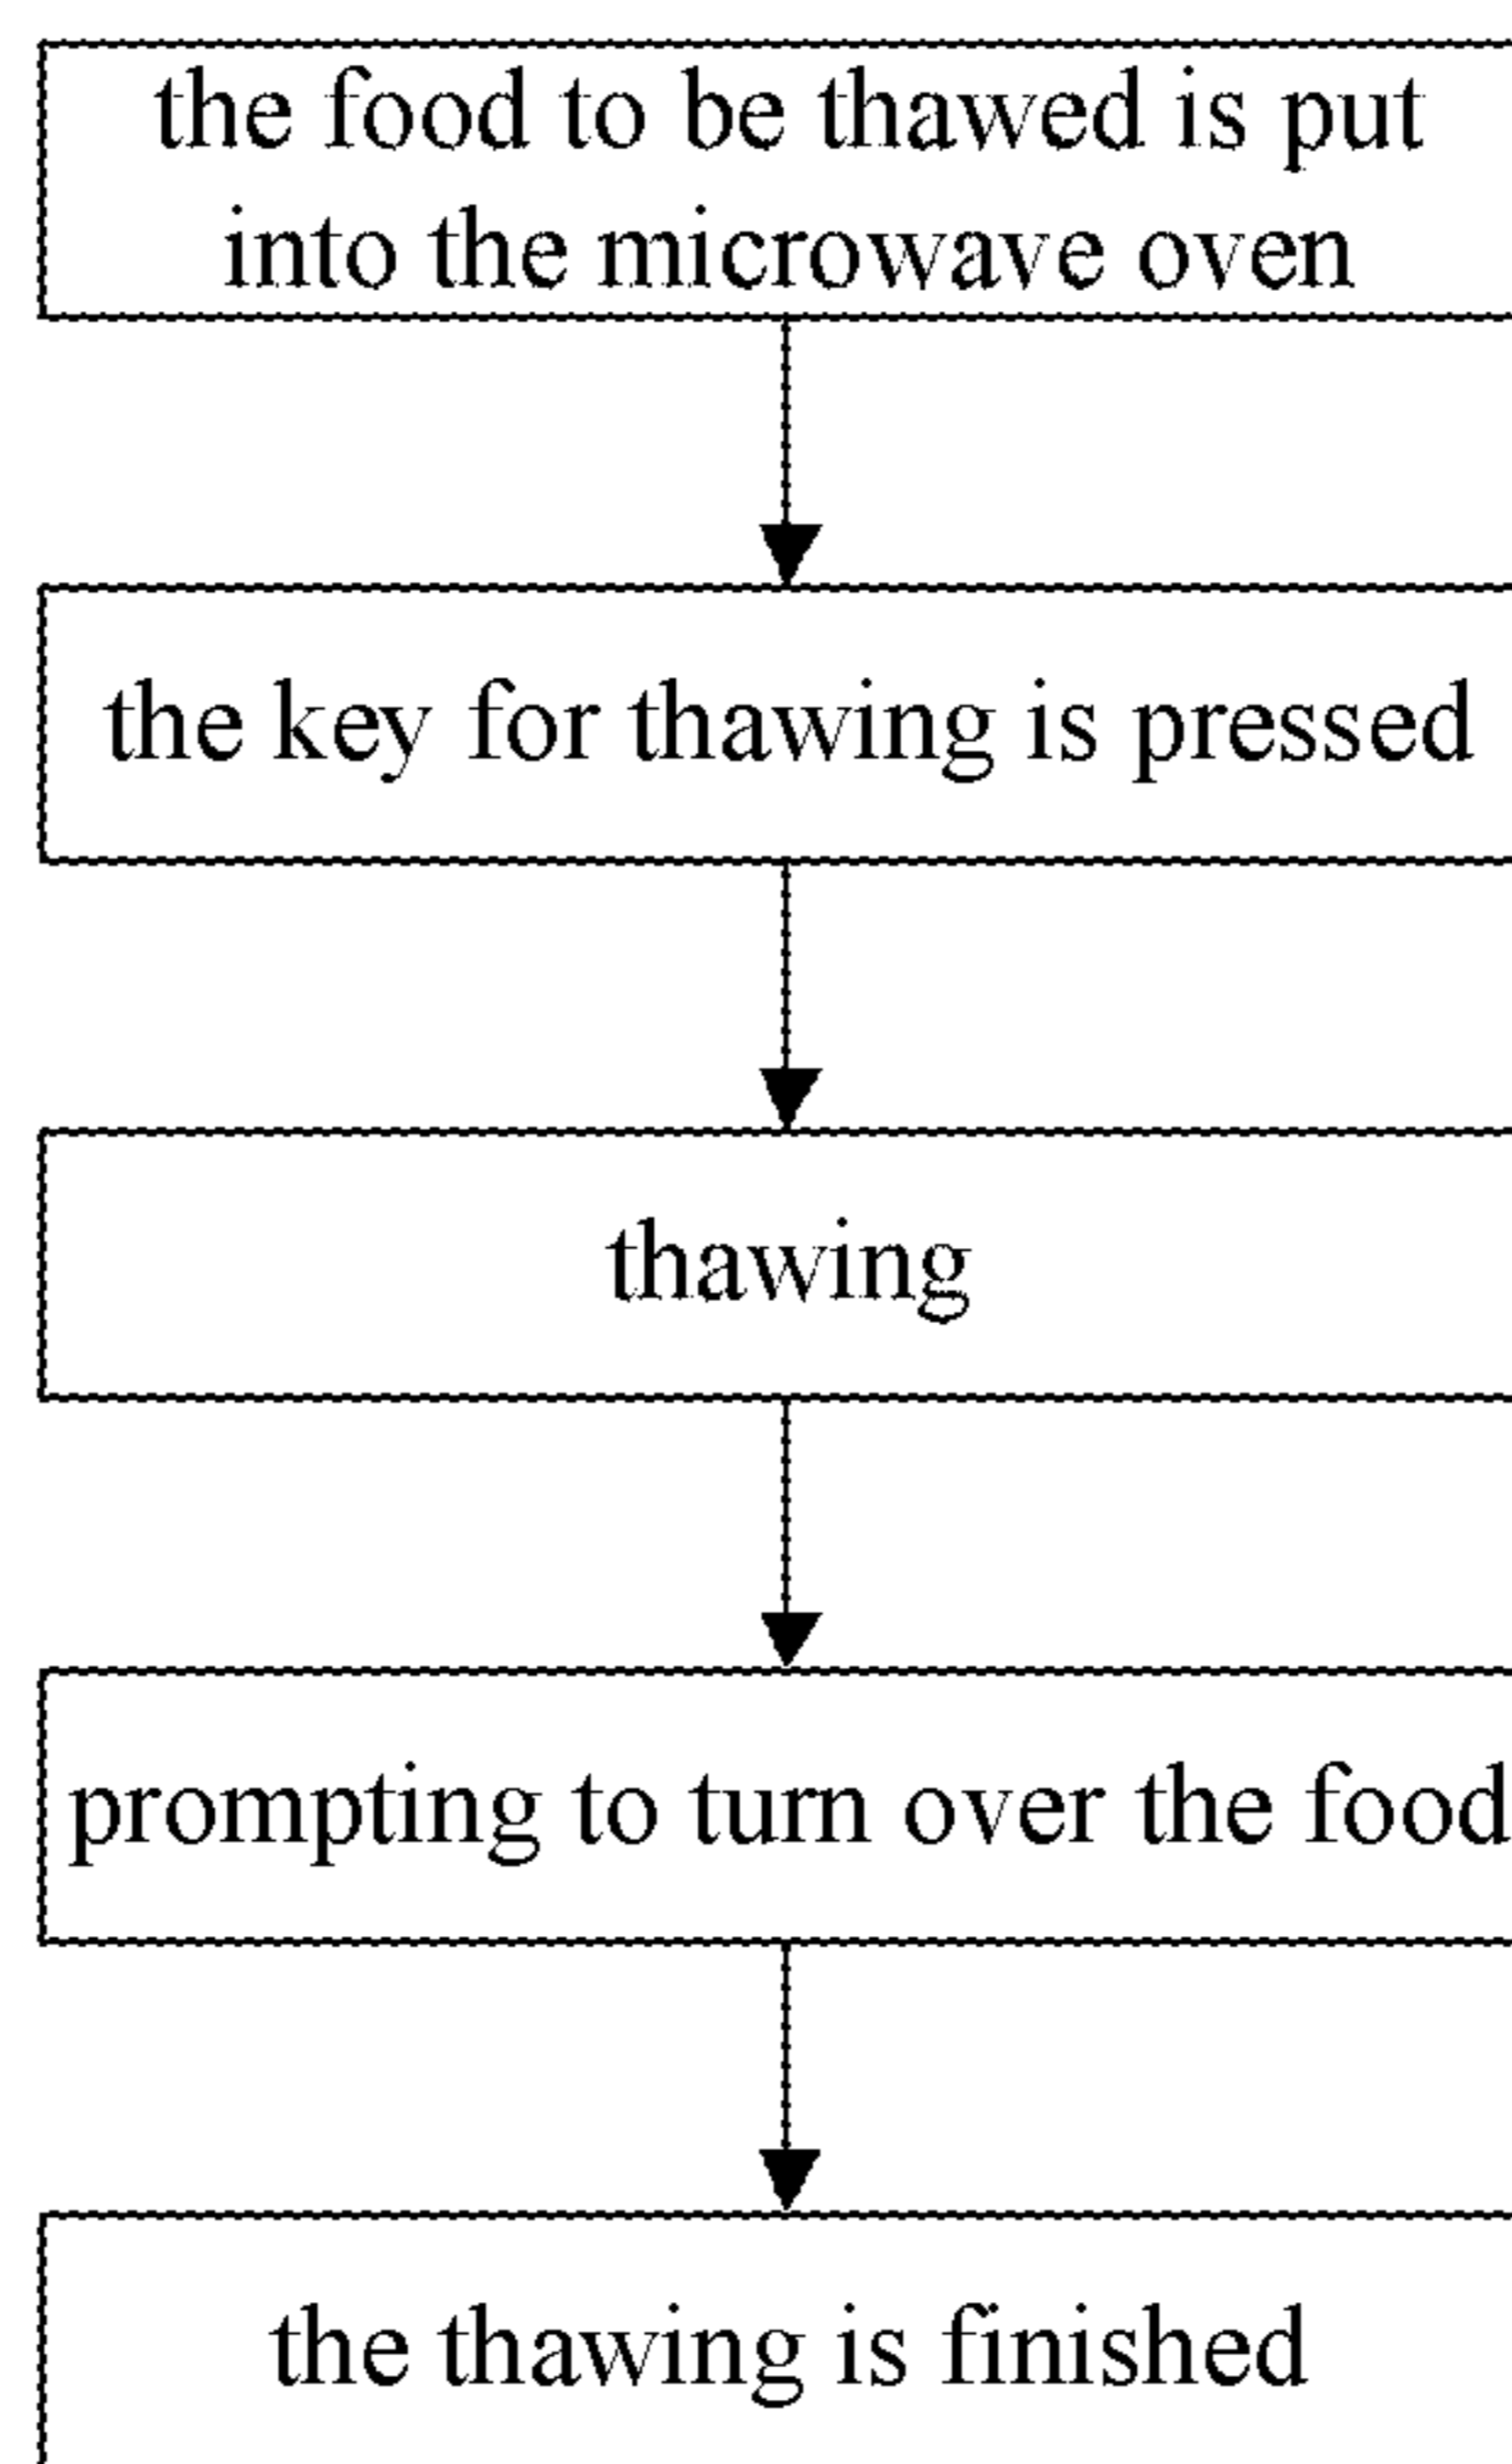 the food to be thawed is put
into the microwave oven
the key for thawing is pressed
thawing
prompting to turn over the food
the thawing is finished